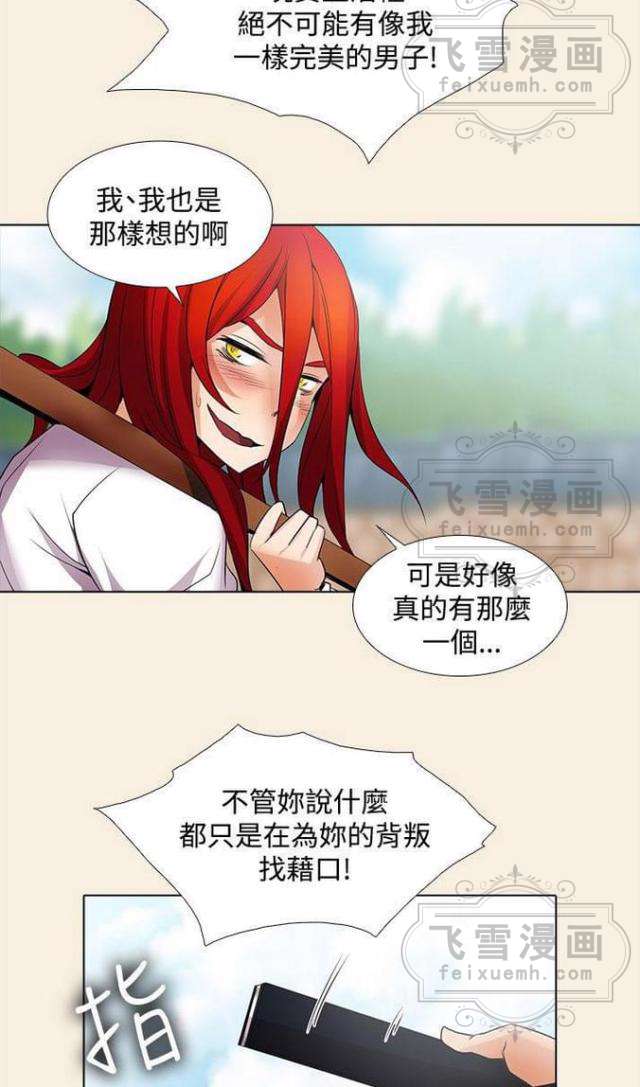 絕不可能有像我
一樣完美的男子!
飞雪漫画
feixuemh.com
我、我也是
那樣想的啊
飞雪漫画
feixuemh.com
可是好像
真的有那麼
一個...
不管妳說什麼
都只是在為妳的背叛
找藉口!
飞雪漫画
feixuemh.com
指